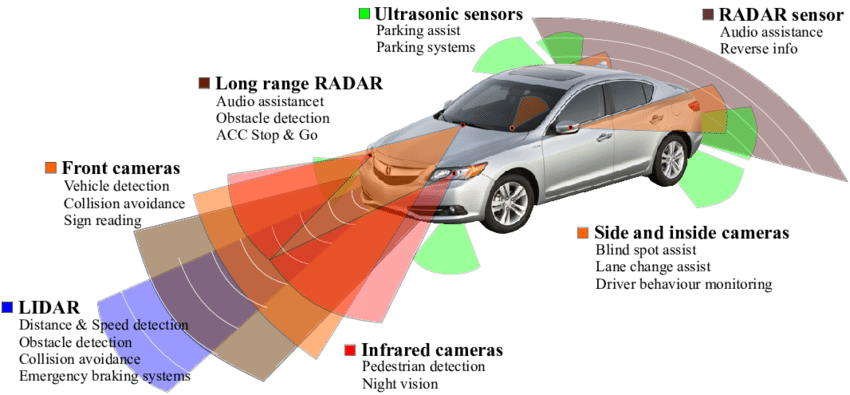 Ultrasonic sensors
Parking assist
Parking systems
RADAR sensor
Audio assistance
Reverse info
Long range RADAR
Audio assistancet
Obstacle detection
ACC Stop & Go
Front cameras
Vehicle detection
Collision avoidance
Sign reading
Side and inside cameras
Blind spot assist
Lane change assist
Driver behaviour monitoring
LIDAR
Distance & Speed detection
Obstacle detection
Collision avoidance
Emergency braking systems
Infrared cameras
Pedestrian detection
Night vision